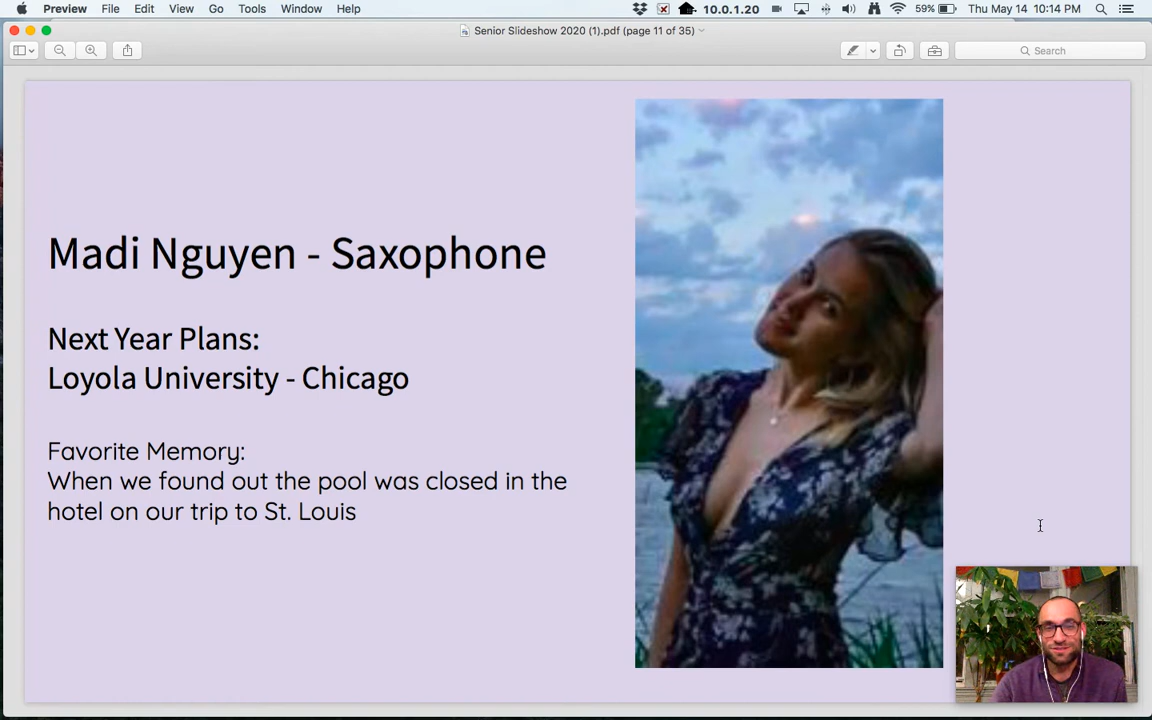 Preview File Edit View Go Tools Window Help 10.0.1.20 59% Thu May 14 10:14 PM
Senior Slideshow 2020 (1).pdf (page 11 of 35)
Search
Madi Nguyen - Saxophone
Next Year Plans:
Loyola University - Chicago
Favorite Memory:
When we found out the pool was closed in the
hotel on our trip to St. Louis